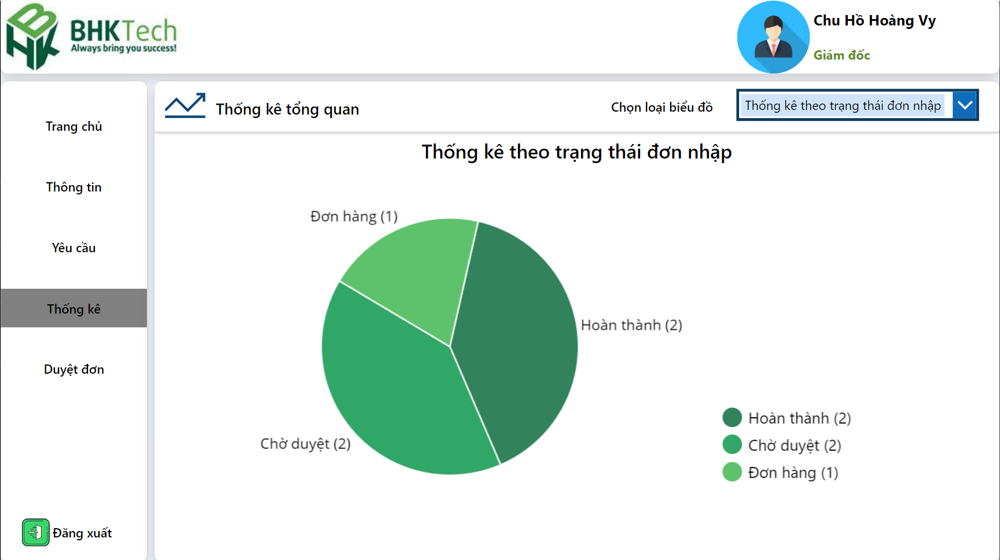 BHK
BHKTech
Always bring you success!
Chu Hồ Hoàng Vy
Giám đốc
Trang chủ
Thông tin
Yêu cầu
Thống kê
Duyệt đơn
Đăng xuất
Thống kê tổng quan
Chọn loại biểu đồ
Thống kê theo trạng thái đơn nhập
Thống kê theo trạng thái đơn nhập
Đơn hàng (1)
Hoàn thành (2)
Chờ duyệt (2)
Hoàn thành (2)
Chờ duyệt (2)
Đơn hàng (1)